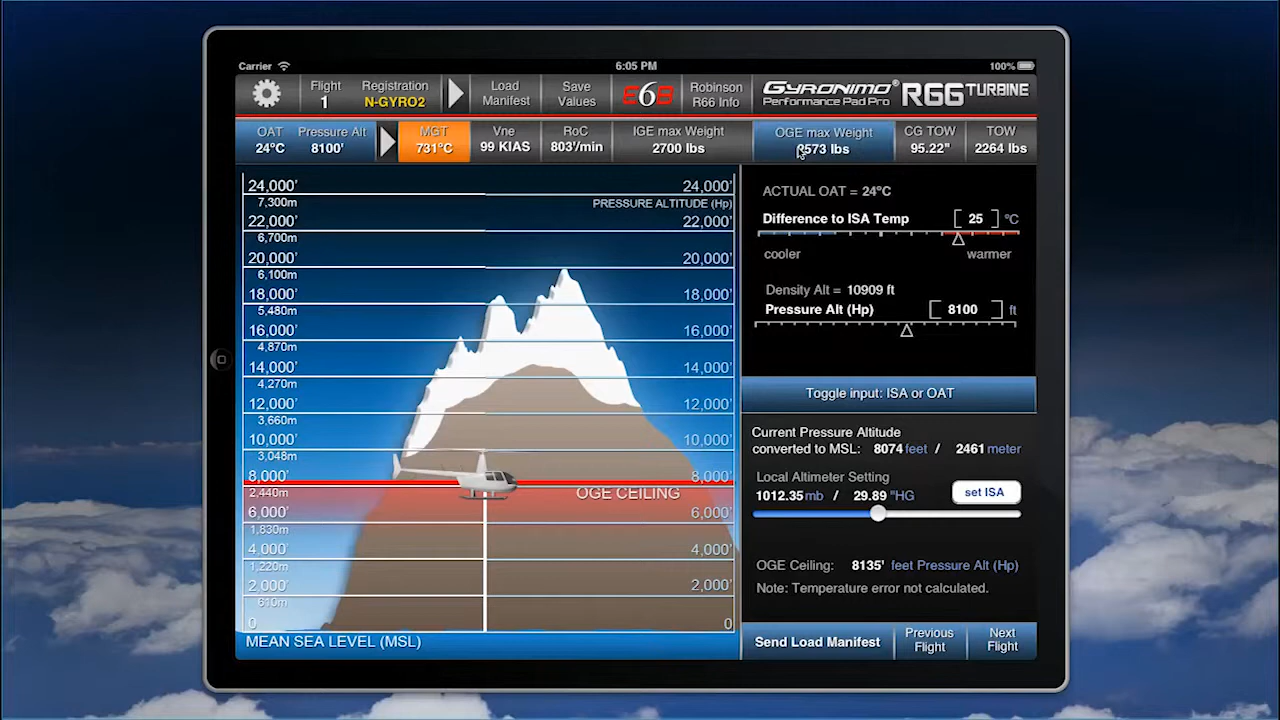 Carrier
6:05 PM
100%
Flight
1
Registration
N-GYRO2
Load
Manifest
Save
Values
E6B
Robinson
R66 Info
GYRONIMO®
Performance Pad Pro
R66 TURBINE
OAT
24°C
Pressure Alt
8100'
MGT
731°C
Vne
99 KIAS
RoC
803'/min
IGE max Weight
2700 lbs
OGE max Weight
573 lbs
CG TOW
95.22"
TOW
2264 lbs
24,000' 24,000'
7,300m PRESSURE ALTITUDE (Hp)
22,000' 22,000'
6,700m
20,000' 20,000'
6,100m
18,000' 18,000'
5,480m
16,000' 16,000'
4,870m
14,000' 14,000'
4,270m
12,000' 12,000'
3,660m
10,000' 10,000'
3,048m
8,000' 8,000'
2,440m OGE CEILING
6,000' 6,000'
1,830m
4,000' 4,000'
1,220m
2,000' 2,000'
610m
0 0
MEAN SEA LEVEL (MSL)
ACTUAL OAT = 24°C
Difference to ISA Temp [ 25 ] °C
cooler warmer
Density Alt = 10909 ft
Pressure Alt (Hp) [ 8100 ] ft
Toggle input: ISA or OAT
Current Pressure Altitude
converted to MSL: 8074 feet / 2461 meter
Local Altimeter Setting
1012.35 mb / 29.89 "HG
set ISA
OGE Ceiling: 8135' feet Pressure Alt (Hp)
Note: Temperature error not calculated.
Send Load Manifest
Previous
Flight
Next
Flight